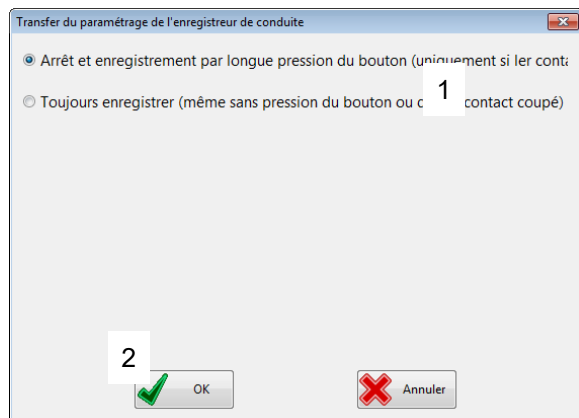 Transfer du paramétrage de l'enregistreur de conduite
Arrêt et enregistrement par longue pression du bouton (uniquement si ler conta
1
Toujours enregistrer (même sans pression du bouton ou contact coupé)
2
OK
Annuler